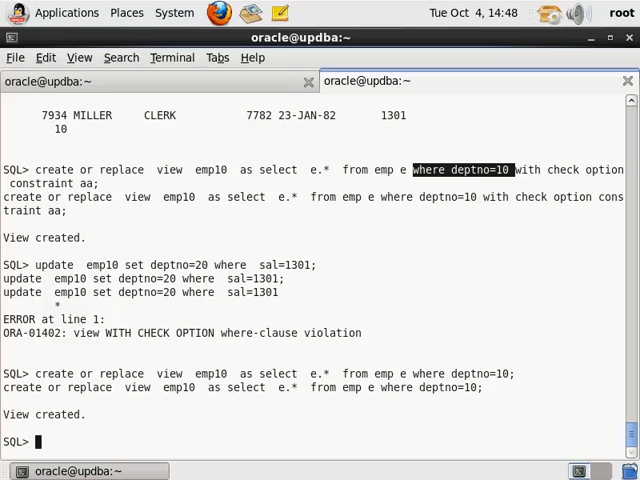 Applications Places System Tue Oct 4, 14:48 root
oracle@updba:~
File Edit View Search Terminal Tabs Help
oracle@updba:~ oracle@updba:~
7934 MILLER CLERK 7782 23-JAN-82 1301
10
SQL> create or replace view emp10 as select e.* from emp e where deptno=10 with check option
constraint aa;
create or replace view emp10 as select e.* from emp e where deptno=10 with check option cons
traint aa;
View created.
SQL> update emp10 set deptno=20 where sal=1301;
update emp10 set deptno=20 where sal=1301;
update emp10 set deptno=20 where sal=1301
*
ERROR at line 1:
ORA-01402: view WITH CHECK OPTION where-clause violation
SQL> create or replace view emp10 as select e.* from emp e where deptno=10;
create or replace view emp10 as select e.* from emp e where deptno=10;
View created.
SQL>
oracle@updba:~